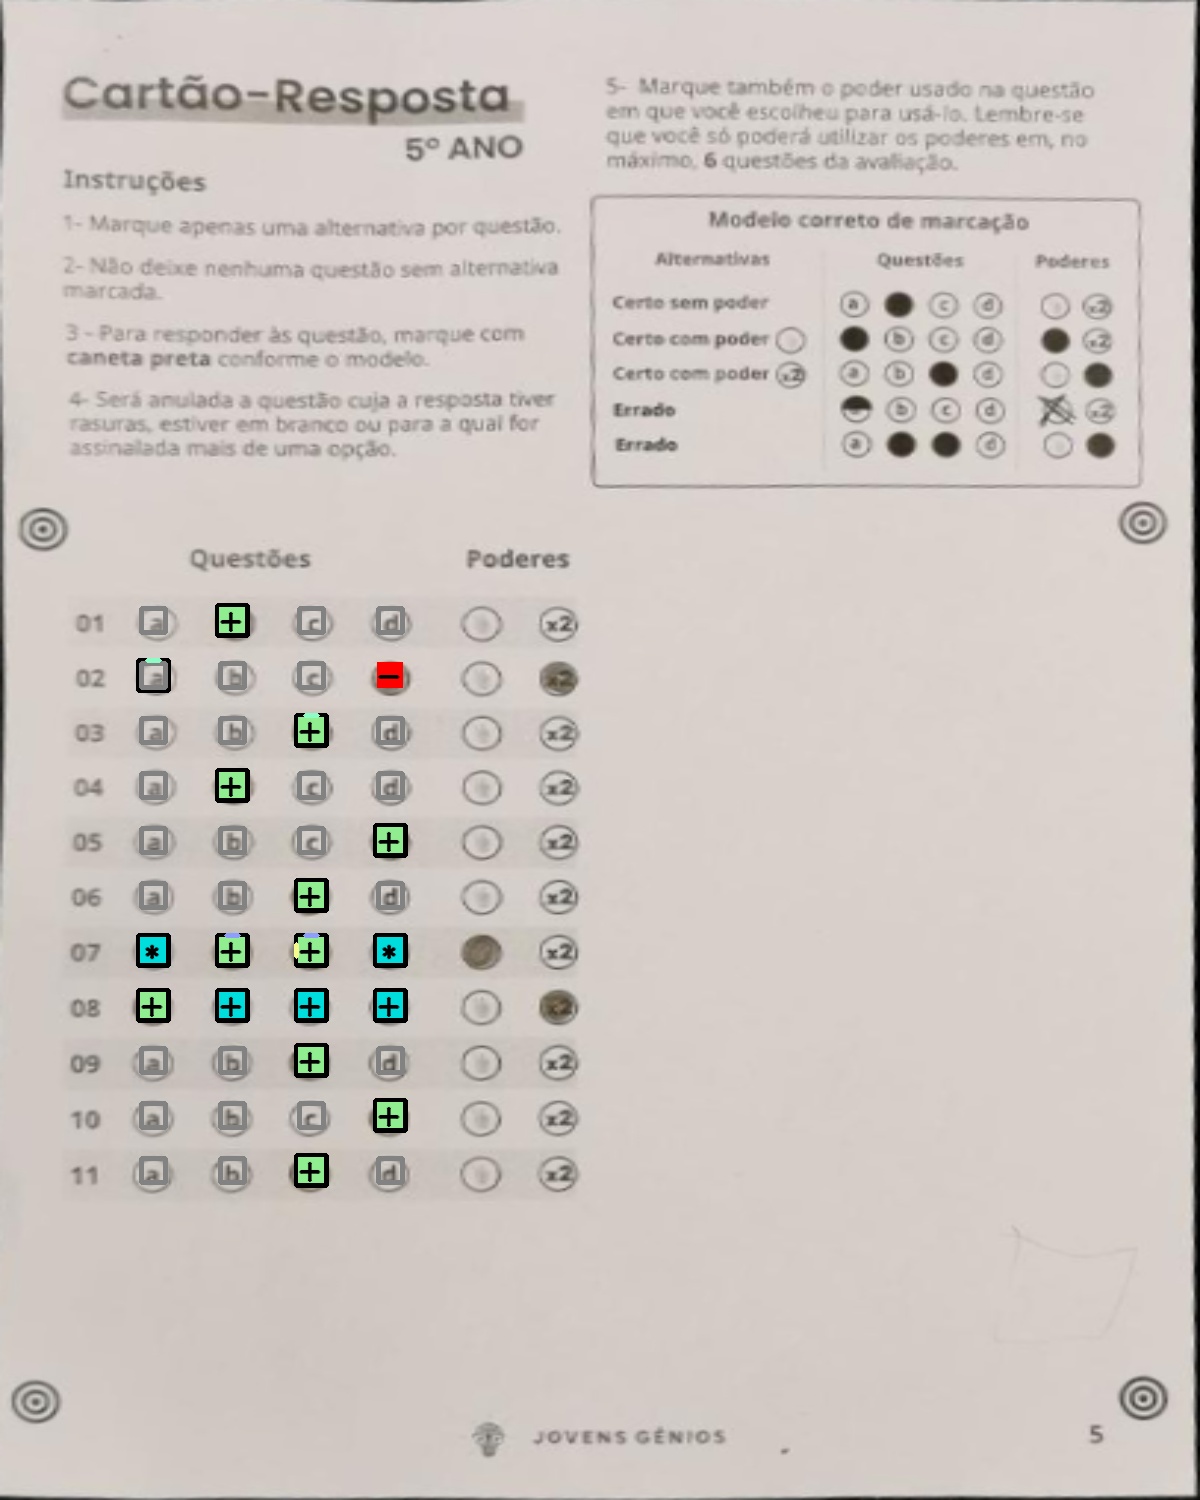 Cartão-Resposta
5º ANO
Instruções
1- Marque apenas uma alternativa por questão.
2- Não deixe nenhuma questão sem alternativa
marcada.
3 - Para responder às questão, marque com
caneta preta conforme o modelo.
4- Será anulada a questão cuja a resposta tiver
rasuras, estiver em branco ou para a qual for
assinalada mais de uma opção.
5- Marque também o poder usado na questão
em que você escolheu para usá-lo. Lembre-se
que você só poderá utilizar os poderes em, no
máximo, 6 questões da avaliação.
Modelo correto de marcação
Alternativas Questões Poderes
Certo sem poder a c d x2
Certo com poder b c d x2
Certo com poder x2 a b d
Errado b c d x2
Errado a d
Questões Poderes
01 a + c d x2
02 a b c - x2
03 a b + d x2
04 a + c d x2
05 a b c + x2
06 a b + d x2
07 * + + * x2
08 + + + + x2
09 a b + d x2
10 a b c + x2
11 a b + d x2
JOVENS GÊNIOS
5